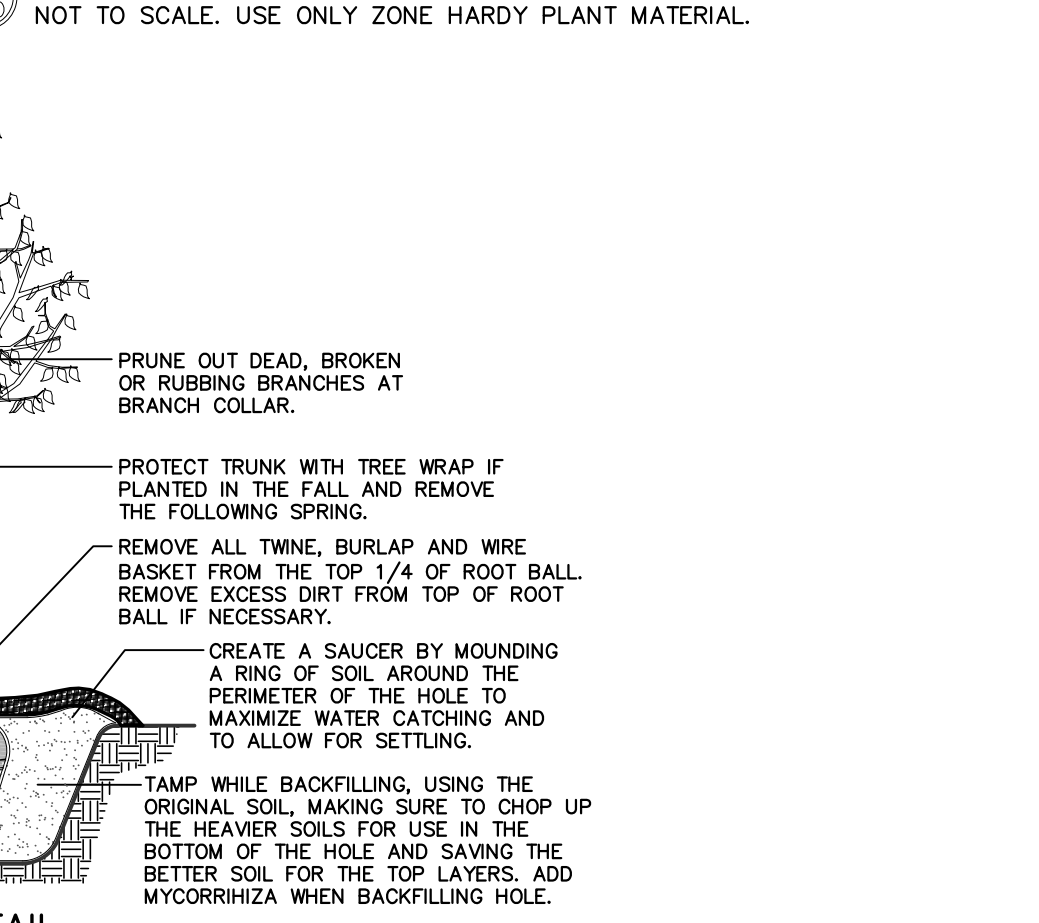 NOT TO SCALE. USE ONLY ZONE HARDY PLANT MATERIAL.
PRUNE OUT DEAD, BROKEN
OR RUBBING BRANCHES AT
BRANCH COLLAR.
PROTECT TRUNK WITH TREE WRAP IF
PLANTED IN THE FALL AND REMOVE
THE FOLLOWING SPRING.
REMOVE ALL TWINE, BURLAP AND WIRE
BASKET FROM THE TOP 1/4 OF ROOT BALL.
REMOVE EXCESS DIRT FROM TOP OF ROOT
BALL IF NECESSARY.
CREATE A SAUCER BY MOUNDING
A RING OF SOIL AROUND THE
PERIMETER OF THE HOLE TO
MAXIMIZE WATER CATCHING AND
TO ALLOW FOR SETTLING.
TAMP WHILE BACKFILLING, USING THE
ORIGINAL SOIL, MAKING SURE TO CHOP UP
THE HEAVIER SOILS FOR USE IN THE
BOTTOM OF THE HOLE AND SAVING THE
BETTER SOIL FOR THE TOP LAYERS. ADD
MYCORRIHIZA WHEN BACKFILLING HOLE.